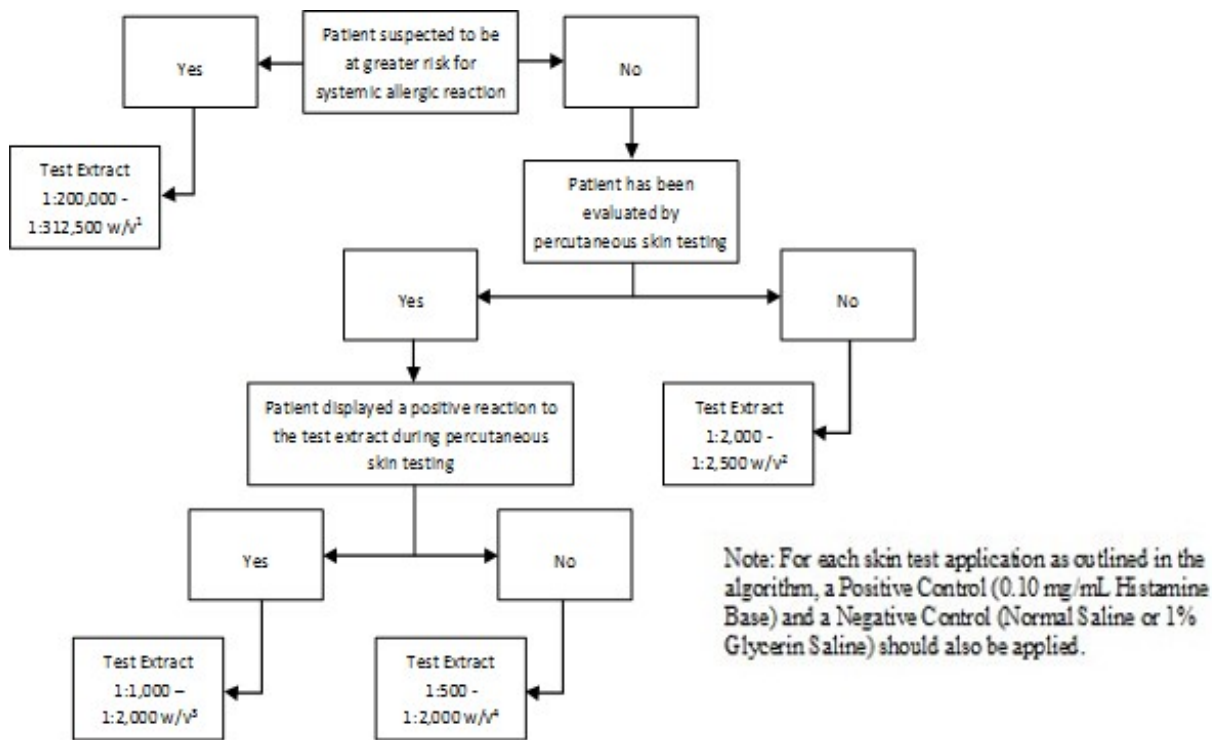 Patient suspected to be
at greater risk for
systemic allergic reaction
Yes
No
Test Extract
1:200,000 -
1:312,500 w/v¹
Patient has been
evaluated by
percutaneous skin testing
Yes
No
Patient displayed a positive reaction to
the test extract during percutaneous
skin testing
Test Extract
1:2,000 -
1:2,500 w/v²
Yes
No
Test Extract
1:1,000 –
1:2,000 w/v³
Test Extract
1:500 -
1:2,000 w/v⁴
Note: For each skin test application as outlined in the
algorithm, a Positive Control (0.10 mg/mL Histamine
Base) and a Negative Control (Normal Saline or 1%
Glycerin Saline) should also be applied.